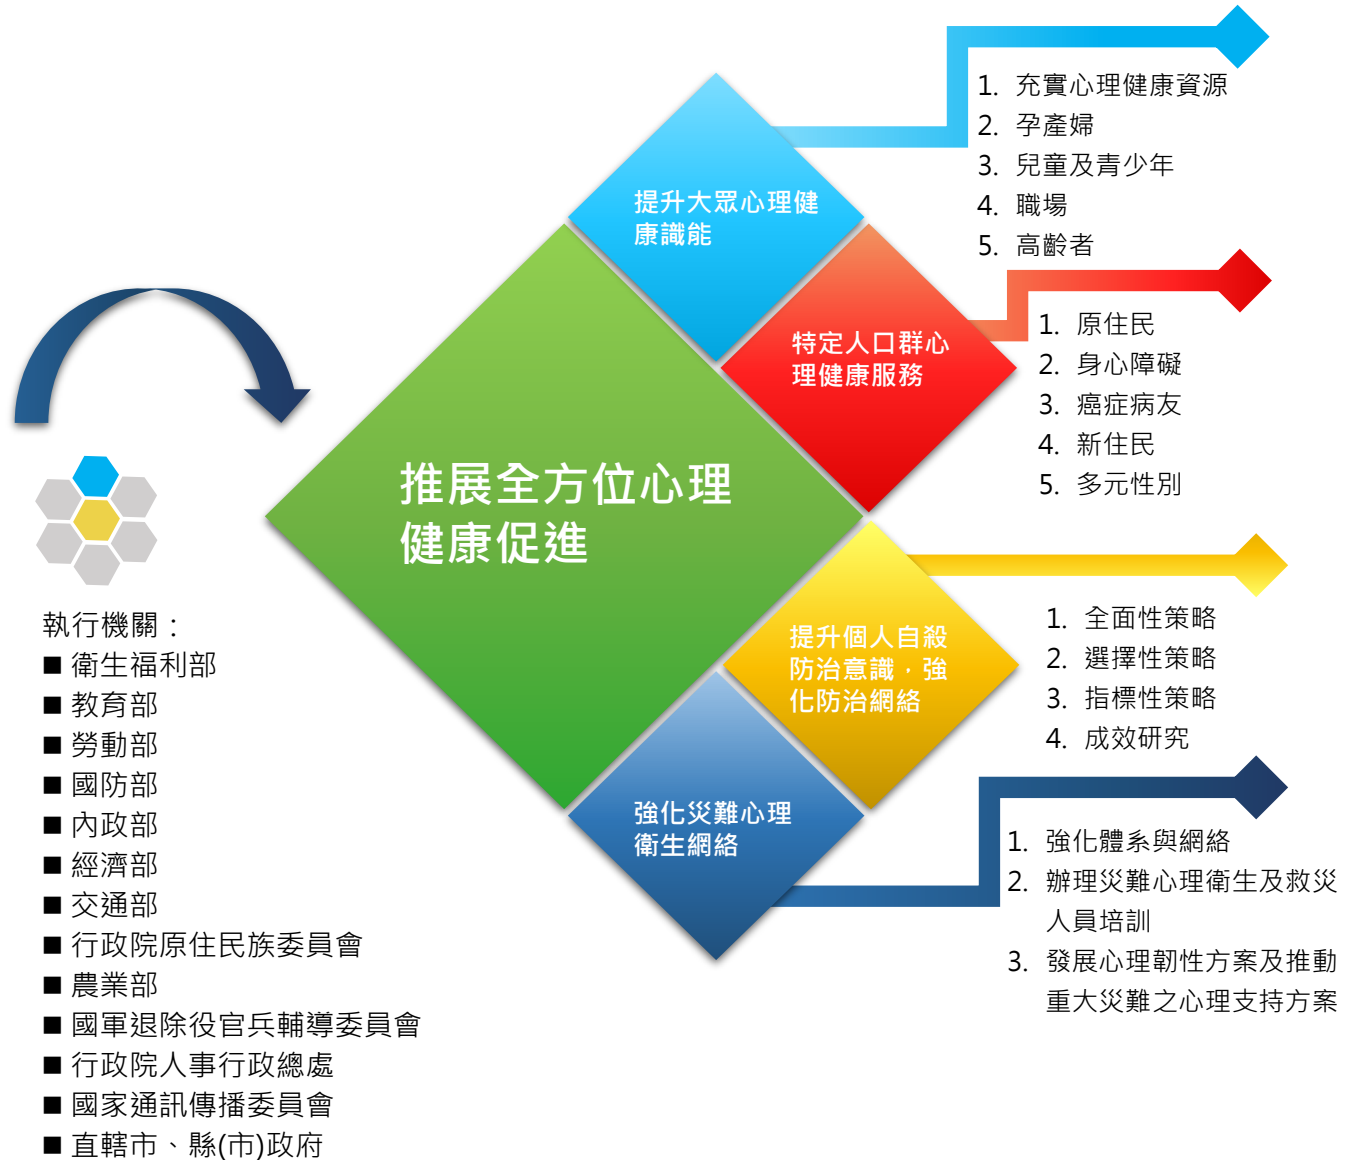 提升大眾心理健
康識能
1. 充實心理健康資源
2. 孕產婦
3. 兒童及青少年
4. 職場
5. 高齡者
特定人口群心
理健康服務
1. 原住民
2. 身心障礙
3. 癌症病友
4. 新住民
5. 多元性別
推展全方位心理
健康促進
提升個人自殺
防治意識，強
化防治網絡
1. 全面性策略
2. 選擇性策略
3. 指標性策略
4. 成效研究
強化災難心理
衛生網絡
1. 強化體系與網絡
2. 辦理災難心理衛生及救災
人員培訓
3. 發展心理韌性方案及推動
重大災難之心理支持方案
執行機關：
■ 衛生福利部
■ 教育部
■ 勞動部
■ 國防部
■ 內政部
■ 經濟部
■ 交通部
■ 行政院原住民族委員會
■ 農業部
■ 國軍退除役官兵輔導委員會
■ 行政院人事行政總處
■ 國家通訊傳播委員會
■ 直轄市、縣(市)政府